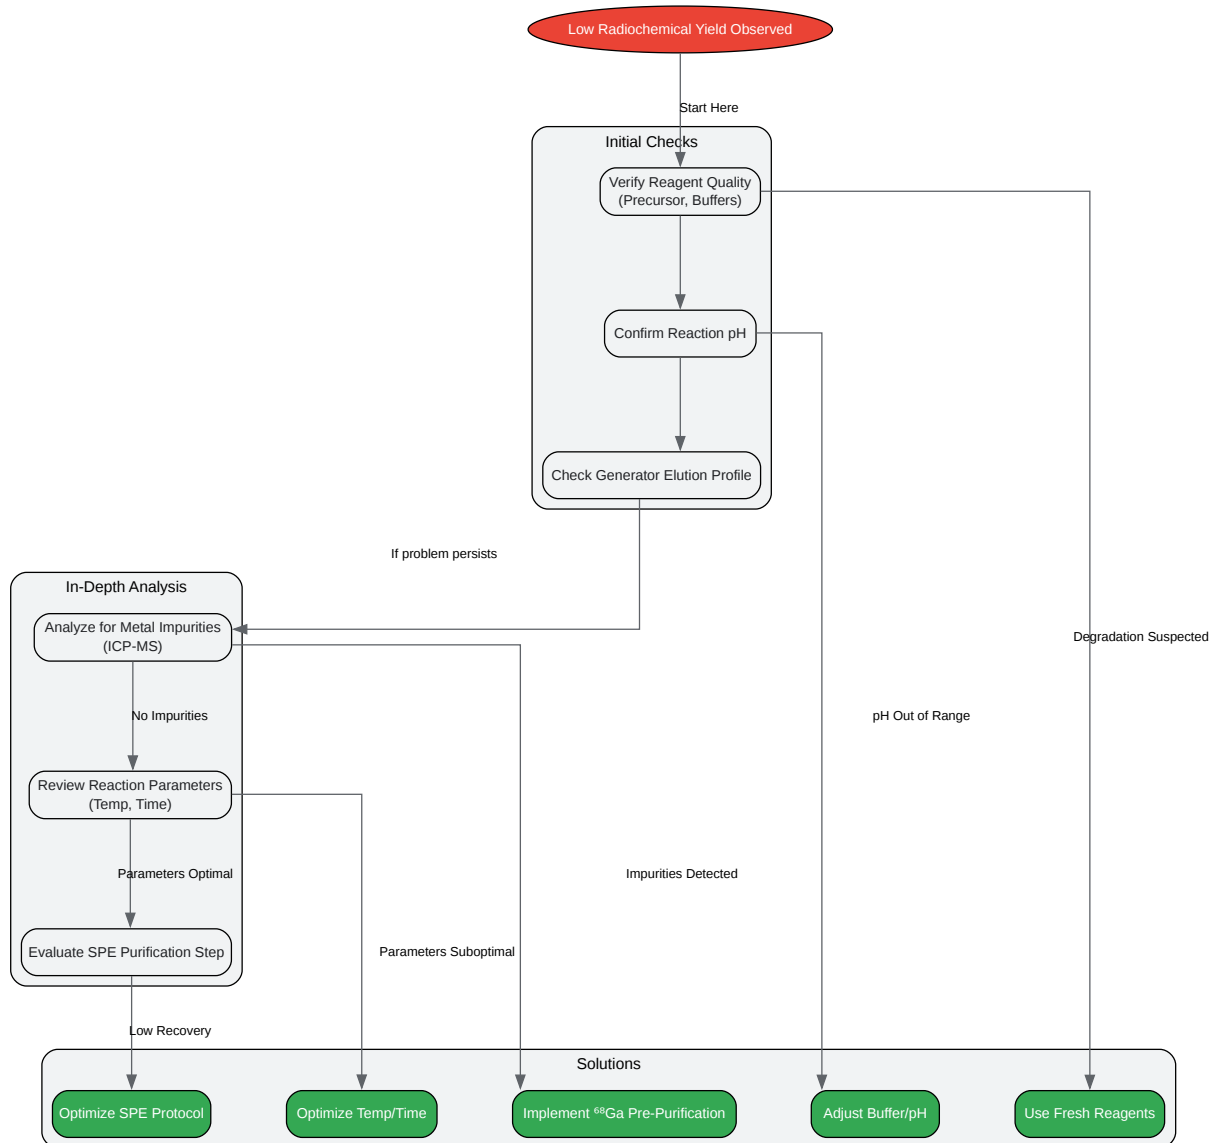 Low Radiochemical Yield Observed
Start Here
Initial Checks
Verify Reagent Quality
(Precursor, Buffers)
Confirm Reaction pH
Check Generator Elution Profile
If problem persists
In-Depth Analysis
Analyze for Metal Impurities
(ICP-MS)
Degradation Suspected
No Impurities
pH Out of Range
Review Reaction Parameters
(Temp, Time)
Parameters Optimal
Impurities Detected
Evaluate SPE Purification Step
Parameters Suboptimal
Low Recovery
Solutions
Optimize SPE Protocol
Optimize Temp/Time
Implement ⁶⁸Ga Pre-Purification
Adjust Buffer/pH
Use Fresh Reagents